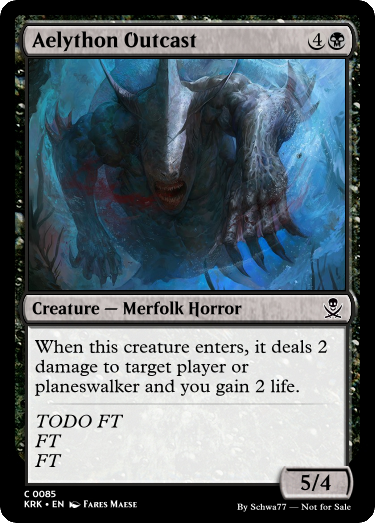 Aelython Outcast 4
Creature — Merfolk Horror
When this creature enters, it deals 2
damage to target player or
planeswalker and you gain 2 life.
TODO FT
FT
FT
5/4
C 0085
KRK • EN Fares Maese
By Schwa77 — Not for Sale